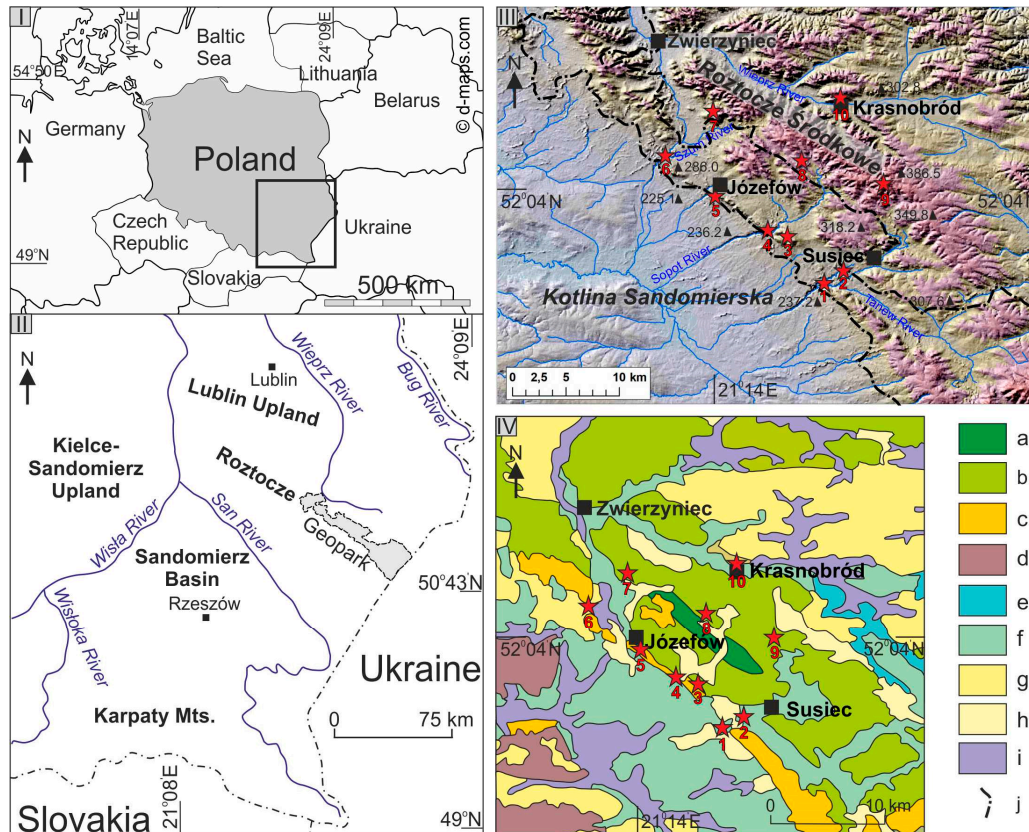 I
14°07'E
Baltic
Sea
24°09'E
54°50'E
Lithuania
© d-maps.com
Belarus
Germany
N
Poland
Czech
Republic
Ukraine
49°N
Slovakia
500 km
II
N
Wieprz River
Bug River
24°09'E
Lublin
Lublin Upland
Kielce-
Sandomierz
Upland
Roztocze
Geopark
San River
Wisła River
Sandomierz
Basin
50°43'N
Rzeszów
Wisłoka River
Ukraine
0 75 km
Karpaty Mts.
21°08'E
Slovakia
49°N
III
N
Zwierzyniec
Wieprz River
302.8
Krasnobród
10
Roztocze Środkowe
7
Szum River
6
286.0
8
386.5
9
52°04'N
Józefów
225.1
5
52°04'N
349.8
236.2
4
3
318.2
Susiec
Sopot River
2
Kotlina Sandomierska
237.2
1
307.6
Tanew River
0 2,5 5 10 km
21°14'E
IV
N
Zwierzyniec
Krasnobród
10
7
6
8
52°04'N
Józefow
9
52°04'N
5
4
3
Susiec
2
1
0 10 km
21°14'E
a
b
c
d
e
f
g
h
i
j